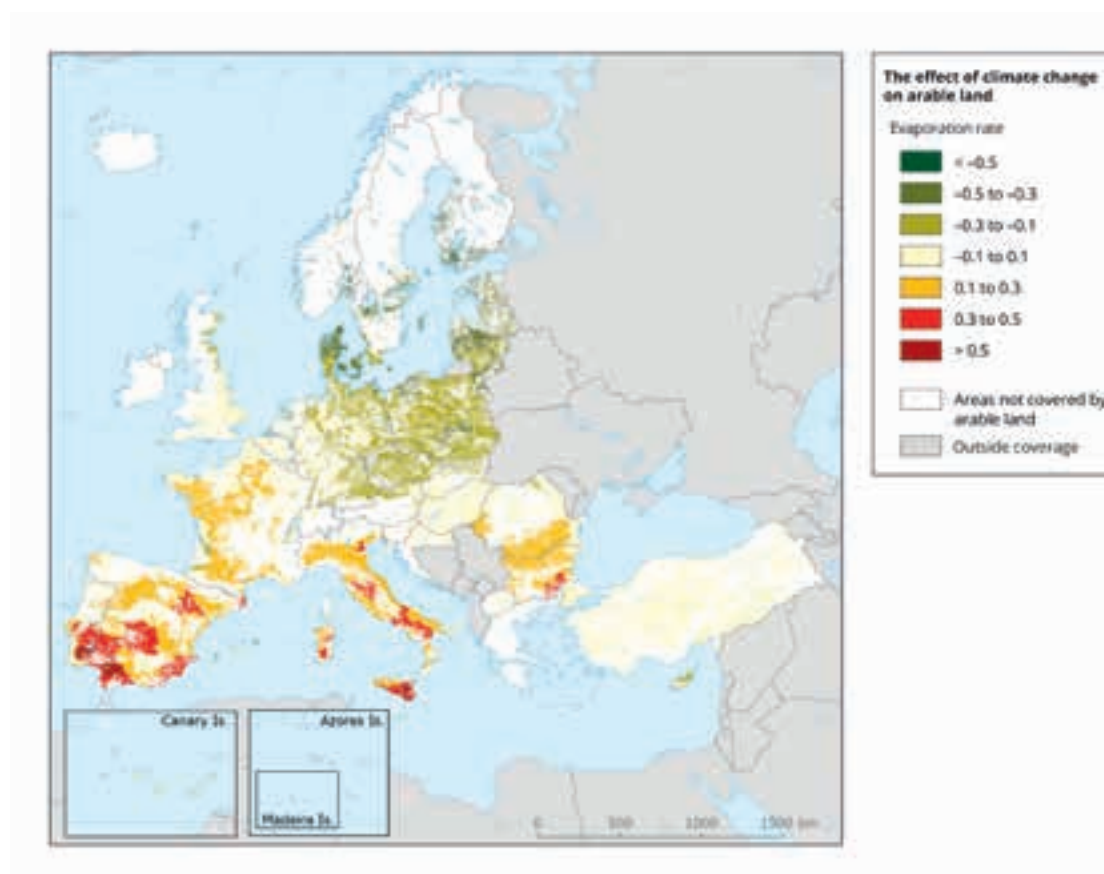 The effect of climate change
on arable land
Evaporation rate
< –0.5
–0.5 to –0.3
–0.3 to –0.1
–0.1 to 0.1
0.1 to 0.3
0.3 to 0.5
> 0.5
Areas not covered by
arable land
Outside coverage
Canary Is.
Azores Is.
Madeira Is.
0 500 1000 1500 km